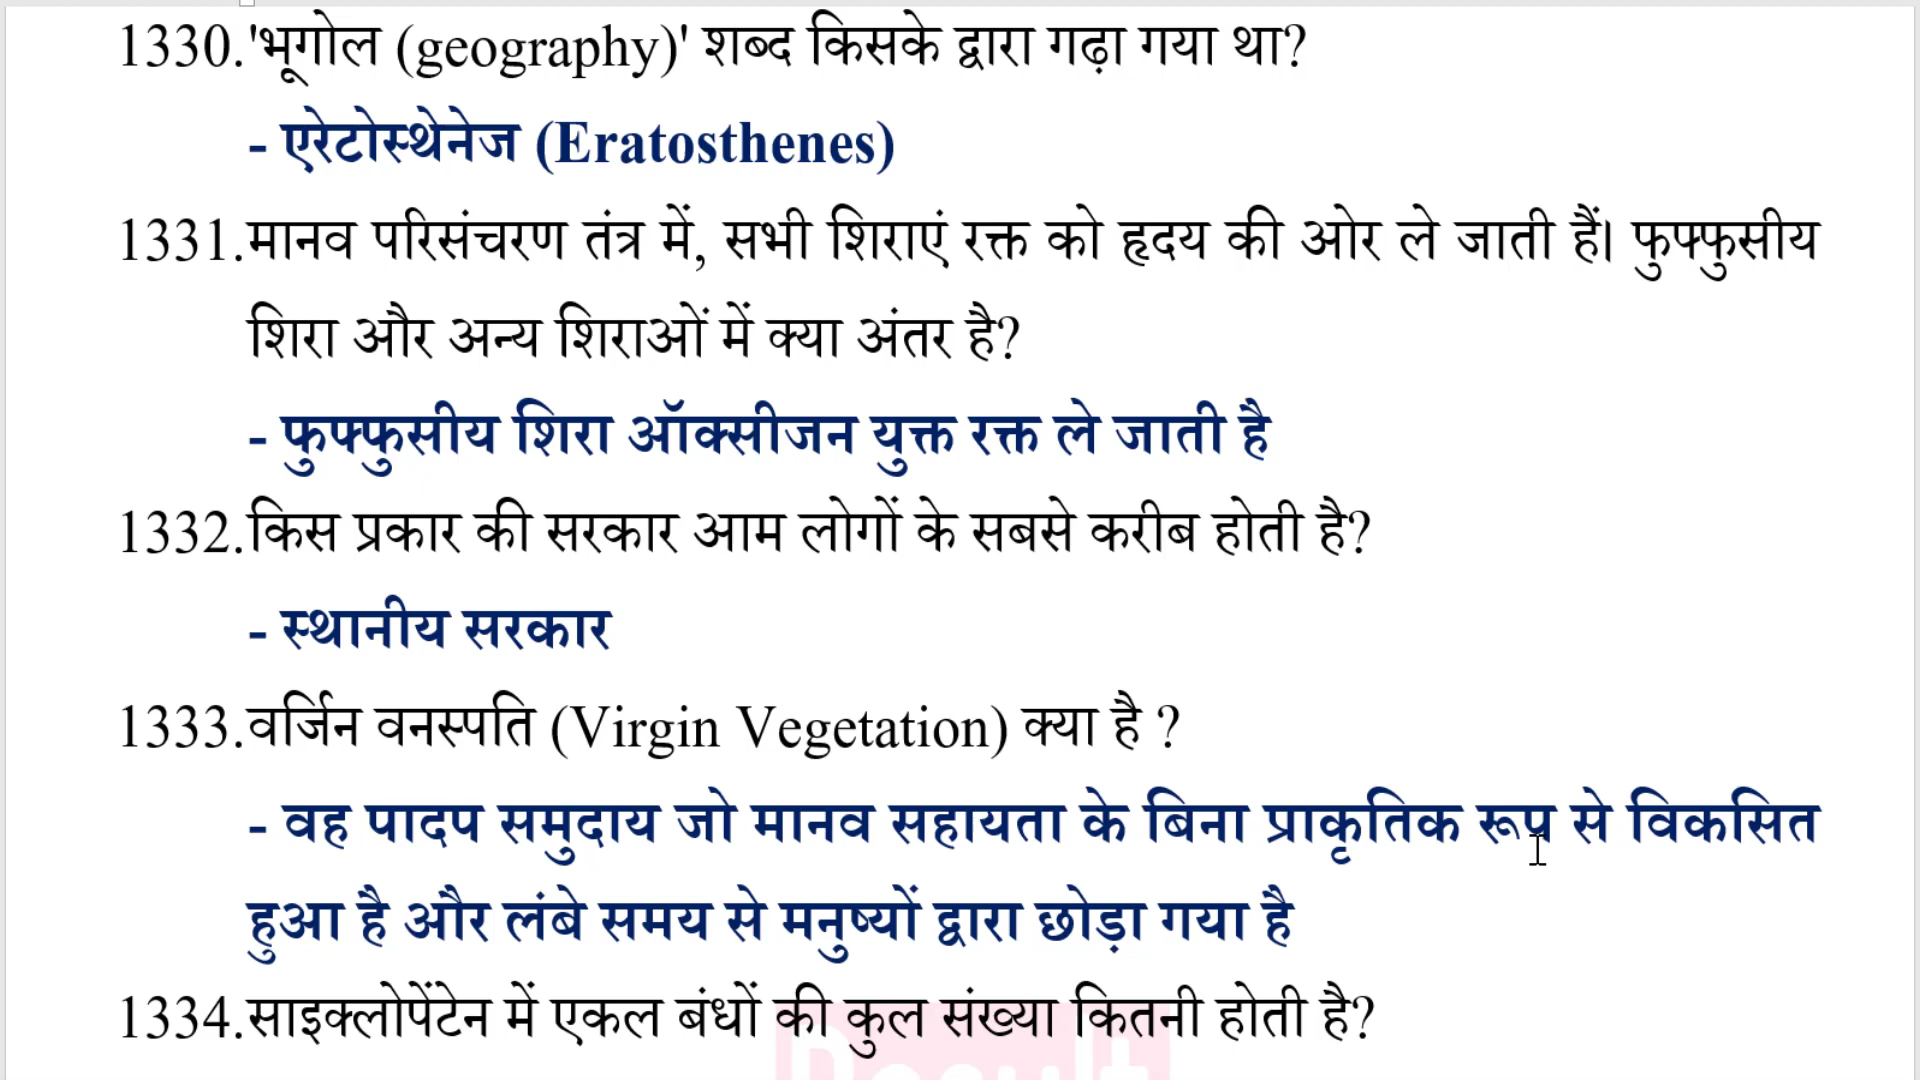 1330.'भूगोल (geography)' शब्द किसके द्वारा गढ़ा गया था?
- एरेटोस्थेनेज (Eratosthenes)
1331.मानव परिसंचरण तंत्र में, सभी शिराएं रक्त को हृदय की ओर ले जाती हैं। फुफ्फुसीय
शिरा और अन्य शिराओं में क्या अंतर है?
- फुफ्फुसीय शिरा ऑक्सीजन युक्त रक्त ले जाती है
1332.किस प्रकार की सरकार आम लोगों के सबसे करीब होती है?
- स्थानीय सरकार
1333.वर्जिन वनस्पति (Virgin Vegetation) क्या है ?
- वह पादप समुदाय जो मानव सहायता के बिना प्राकृतिक रूप से विकसित
हुआ है और लंबे समय से मनुष्यों द्वारा छोड़ा गया है
1334.साइक्लोपेंटेन में एकल बंधों की कुल संख्या कितनी होती है?